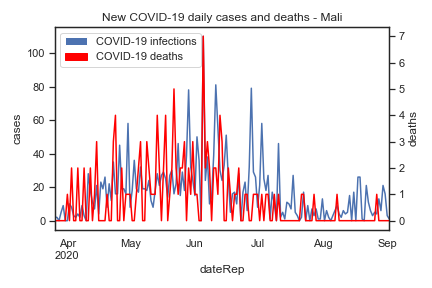 New COVID-19 daily cases and deaths - Mali
COVID-19 infections
COVID-19 deaths
100
80
60
40
20
0
cases
7
6
5
4
3
2
1
0
deaths
Apr
2020
May
Jun
Jul
Aug
Sep
dateRep